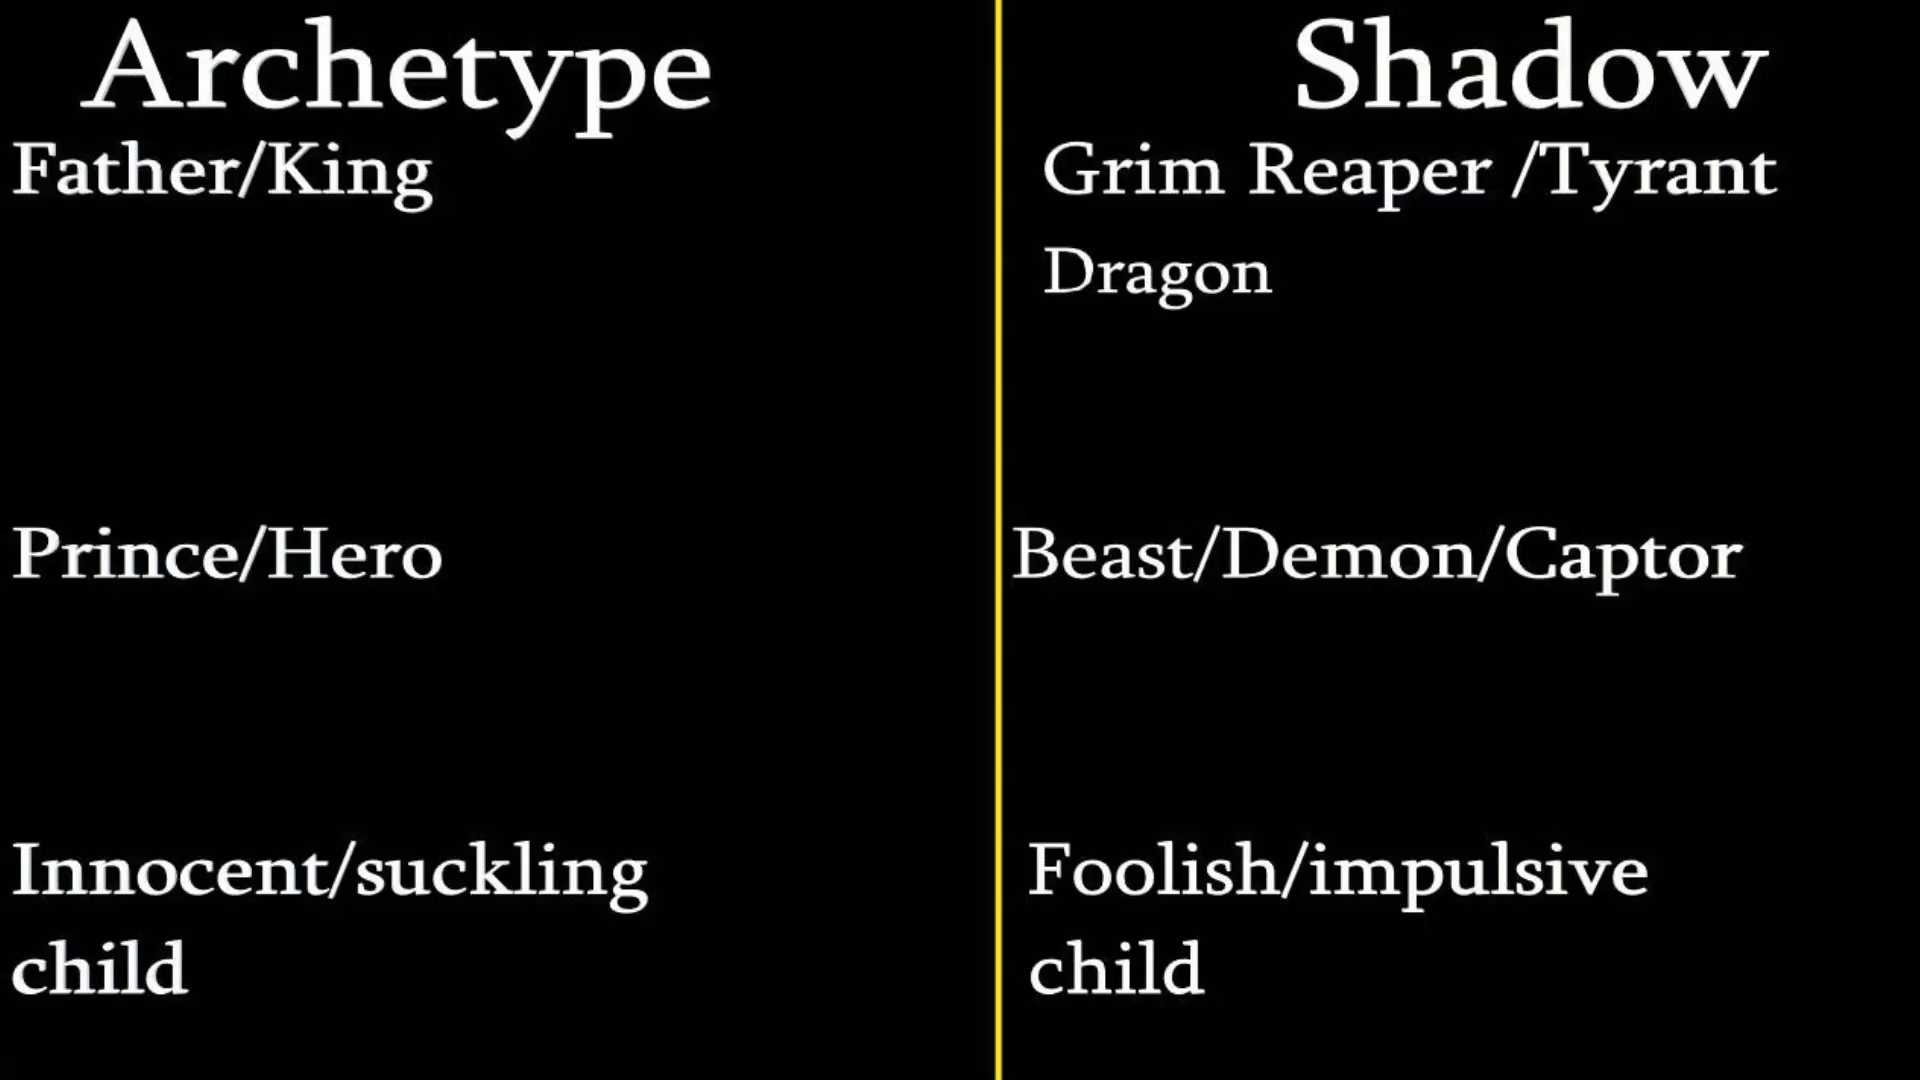 Archetype
Shadow
Father/King
Grim Reaper /Tyrant
Dragon
Prince/Hero
Beast/Demon/Captor
Innocent/suckling
child
Foolish/impulsive
child